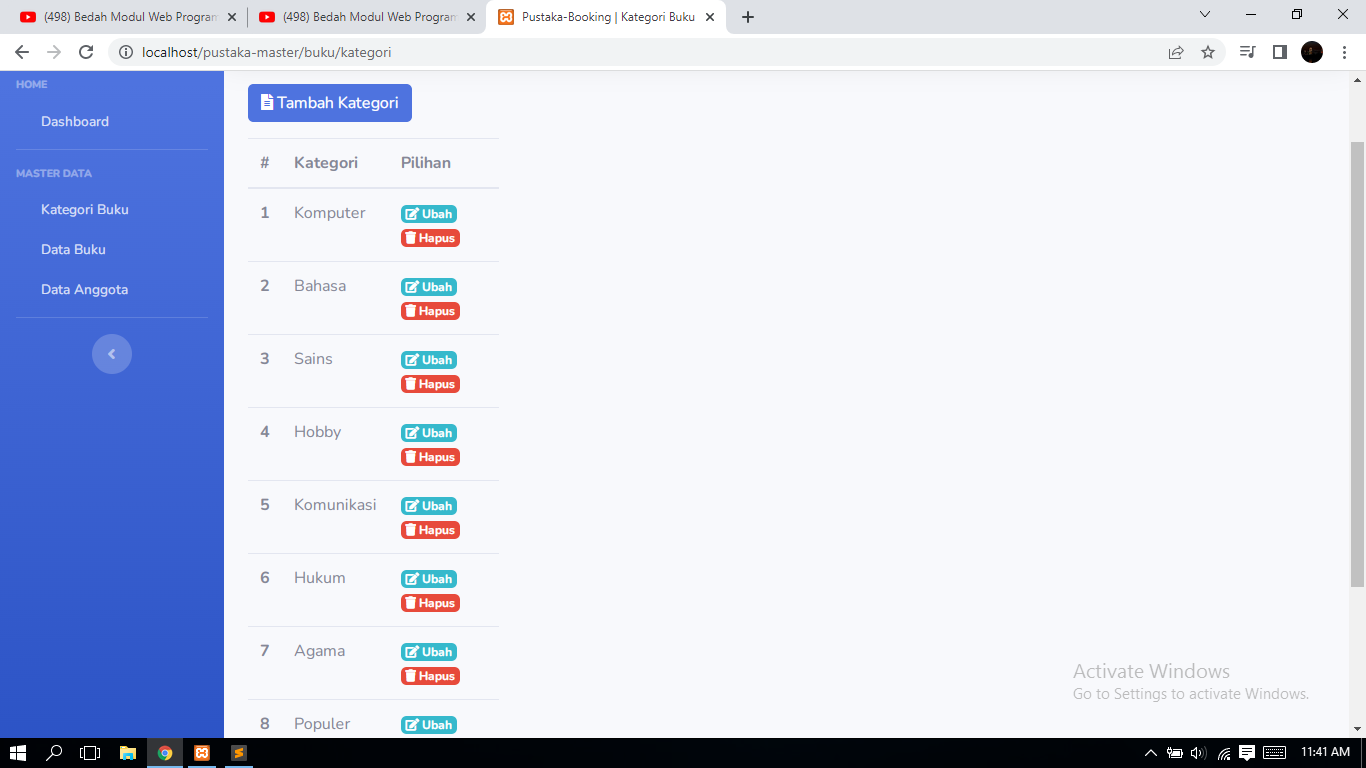 (498) Bedah Modul Web Program
(498) Bedah Modul Web Program
Pustaka-Booking | Kategori Buku
localhost/pustaka-master/buku/kategori
HOME
Dashboard
MASTER DATA
Kategori Buku
Data Buku
Data Anggota
Tambah Kategori
# Kategori Pilihan
1 Komputer Ubah
Hapus
2 Bahasa Ubah
Hapus
3 Sains Ubah
Hapus
4 Hobby Ubah
Hapus
5 Komunikasi Ubah
Hapus
6 Hukum Ubah
Hapus
7 Agama Ubah
Hapus
8 Populer Ubah
Activate Windows
Go to Settings to activate Windows.
11:41 AM